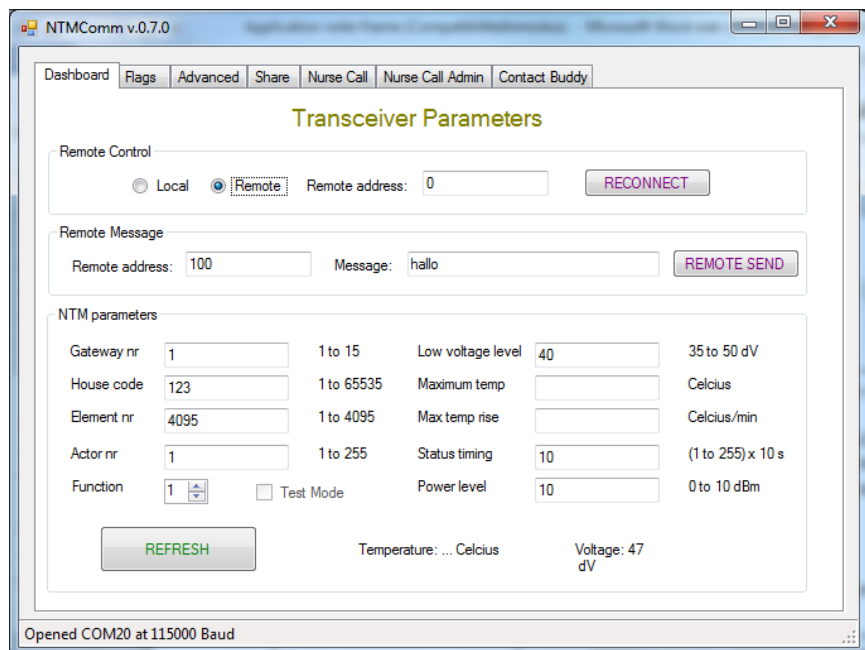 NTMComm v.0.7.0
Dashboard Flags Advanced Share Nurse Call Nurse Call Admin Contact Buddy
Transceiver Parameters
Remote Control
Local Remote Remote address: 0 RECONNECT
Remote Message
Remote address: 100 Message: hallo REMOTE SEND
NTM parameters
Gateway nr 1 1 to 15 Low voltage level 40 35 to 50 dV
House code 123 1 to 65535 Maximum temp Celcius
Element nr 4095 1 to 4095 Max temp rise Celcius/min
Actor nr 1 1 to 255 Status timing 10 (1 to 255) x 10 s
Function 1 Test Mode Power level 10 0 to 10 dBm
REFRESH Temperature: ... Celcius Voltage: 47
dV
Opened COM20 at 115000 Baud